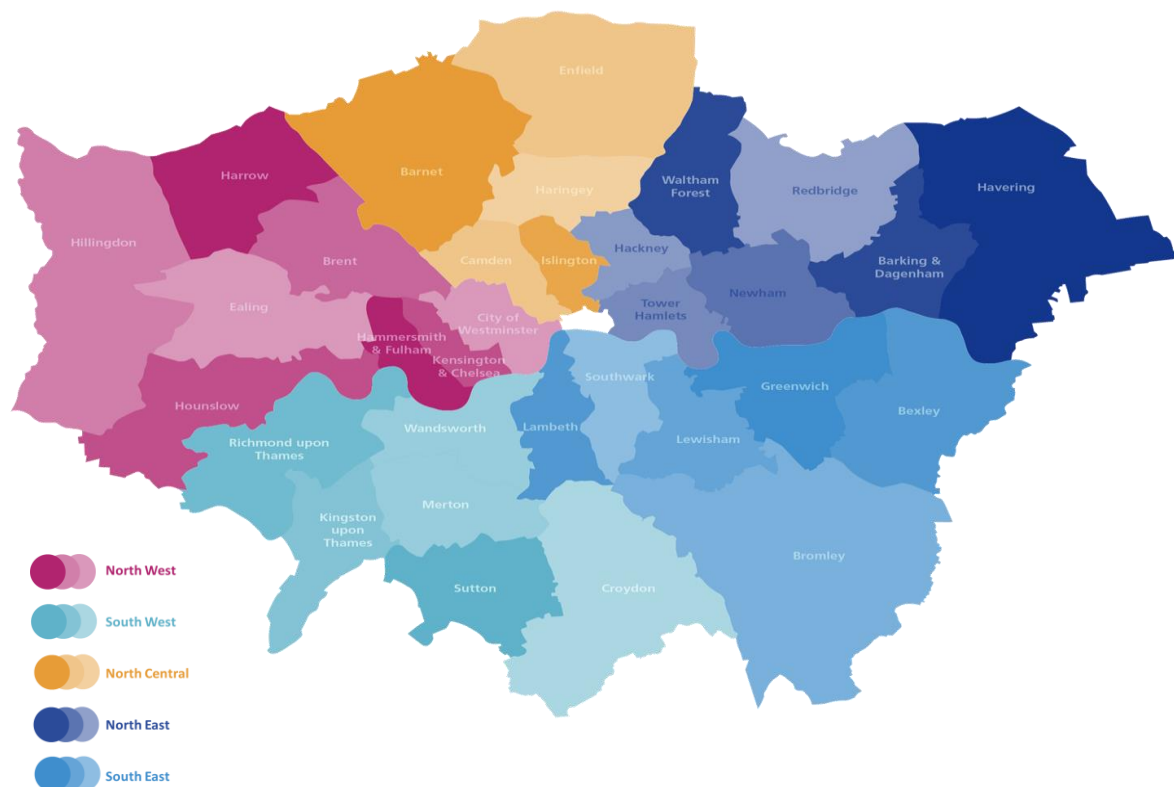 Enfield
Barnet
Harrow
Haringey
Waltham
Forest
Redbridge
Havering
Hillingdon
Brent
Camden
Islington
Hackney
Barking &
Dagenham
Ealing
City of
Westminster
Tower
Hamlets
Newham
Hammersmith
& Fulham
Kensington
& Chelsea
Hounslow
Southwark
Greenwich
Bexley
Richmond upon
Thames
Wandsworth
Lambeth
Lewisham
Kingston
upon
Thames
Merton
Bromley
Sutton
Croydon
North West
South West
North Central
North East
South East